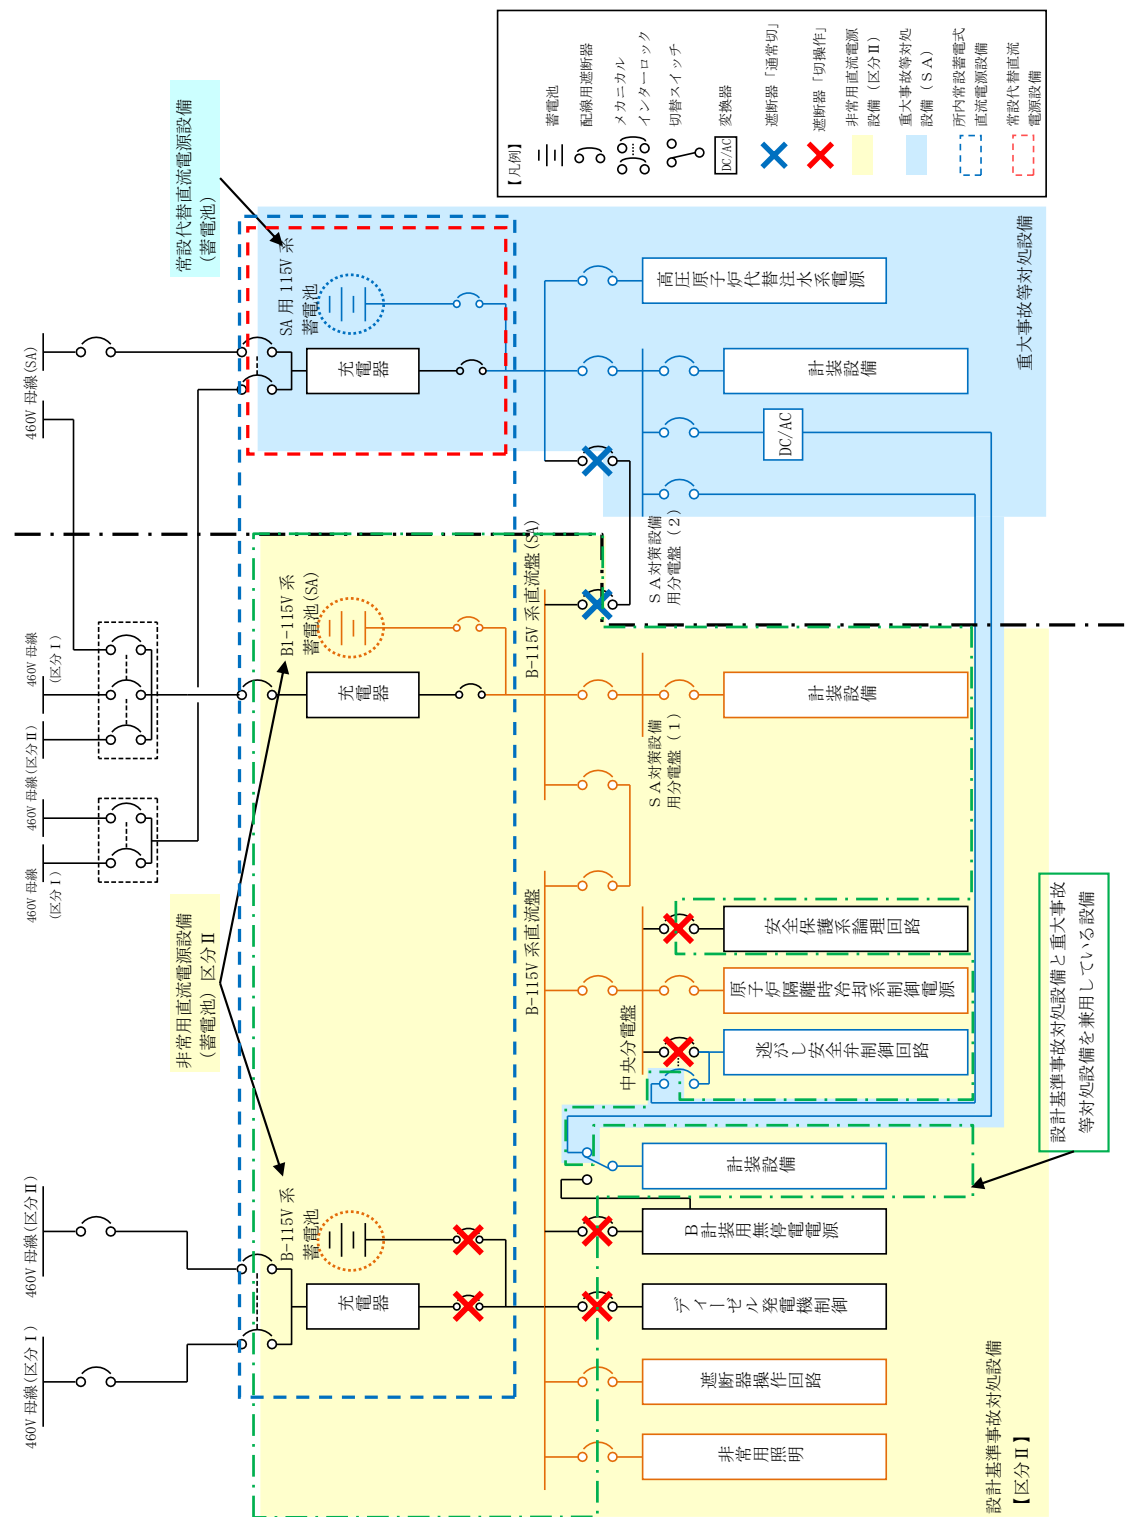 【凡例】
蓄電池
配線用遮断器
メカニカル
インターロック
切替スイッチ
DC/AC
変換器
遮断器「通常切」
遮断器「切操作」
非常用直流電源
設備（区分Ⅱ）
重大事故等対処
設備（ＳＡ）
所内常設蓄電式
直流電源設備
常設代替直流
電源設備
常設代替直流電源設備
（蓄電池）
460V 母線(SA)
SA 用 115V 系
蓄電池
充電器
高圧原子炉代替注水系電源
計装設備
DC/AC
重大事故等対処設備
ＳＡ対策設備
用分電盤（２）
460V 母線
(区分Ⅰ)
460V 母線(区分Ⅱ)
460V 母線(区分Ⅱ)
460V 母線
(区分Ⅰ)
B1-115V 系
蓄電池(SA)
充電器
B-115V 系直流盤(SA)
計装設備
ＳＡ対策設備
用分電盤（１）
非常用直流電源設備
（蓄電池）区分Ⅱ
B-115V 系直流盤
中央分電盤
安全保護系論理回路
原子炉隔離時冷却系制御電源
逃がし安全弁制御回路
設計基準事故対処設備と重大事故
等対処設備を兼用している設備
460V 母線(区分Ⅱ)
460V 母線(区分Ⅰ)
B-115V 系
蓄電池
充電器
計装設備
Ｂ計装用無停電電源
ディーゼル発電機制御
遮断器操作回路
非常用照明
設計基準事故対処設備
【区分Ⅱ】